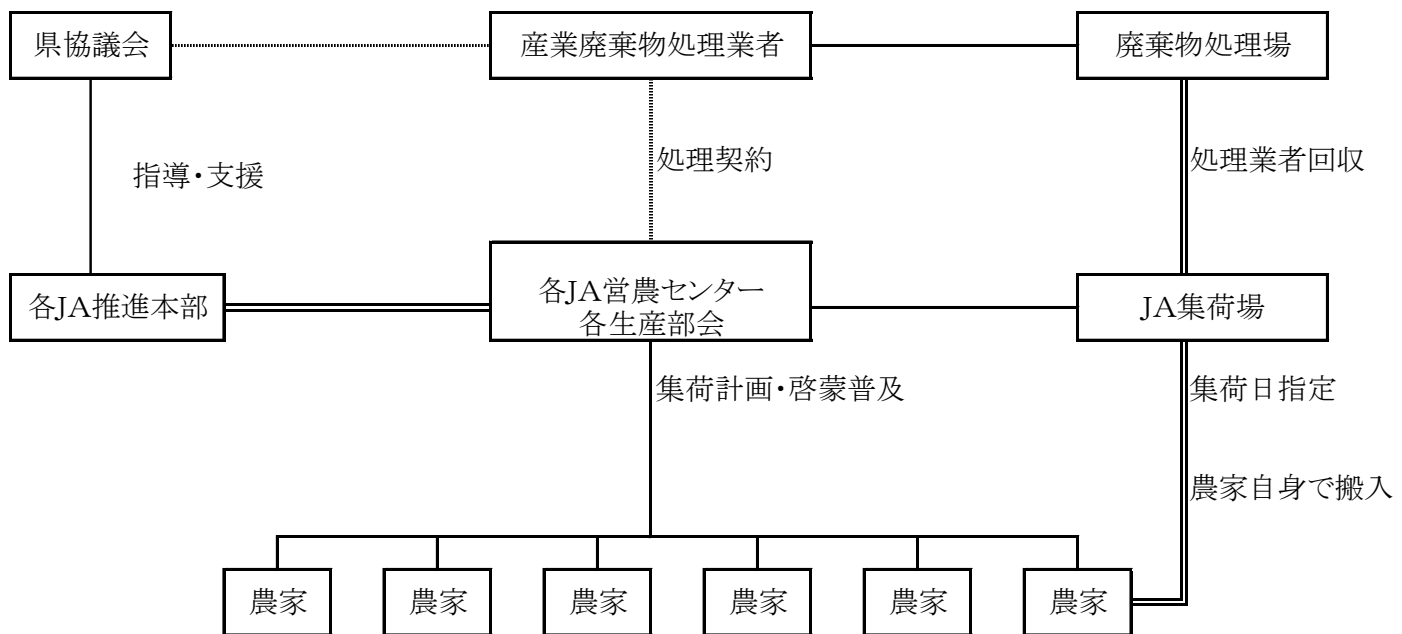 県協議会
産業廃棄物処理業者
廃棄物処理場
指導・支援
処理契約
処理業者回収
各JA推進本部
各JA営農センター
各生産部会
JA集荷場
集荷計画・啓蒙普及
集荷日指定
農家自身で搬入
農家
農家
農家
農家
農家
農家